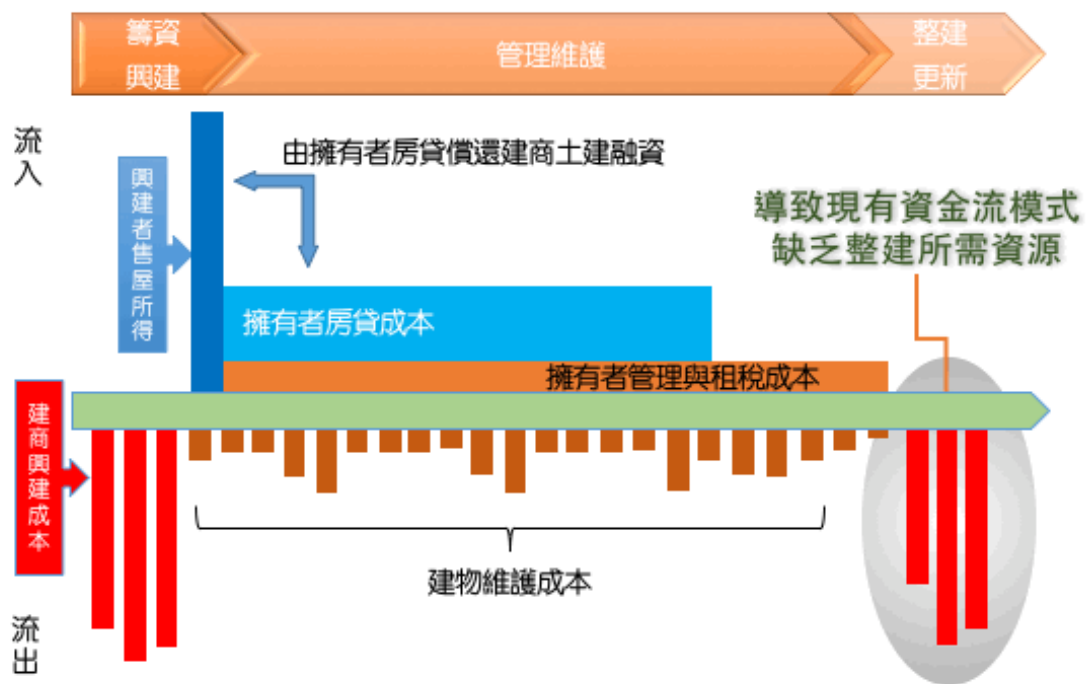 籌資
興建
管理維護
整建
更新
流入
由擁有者房貸償還建商土建融資
興建者售屋所得
導致現有資金流模式
缺乏整建所需資源
擁有者房貸成本
擁有者管理與租稅成本
建商興建成本
建物維護成本
流出